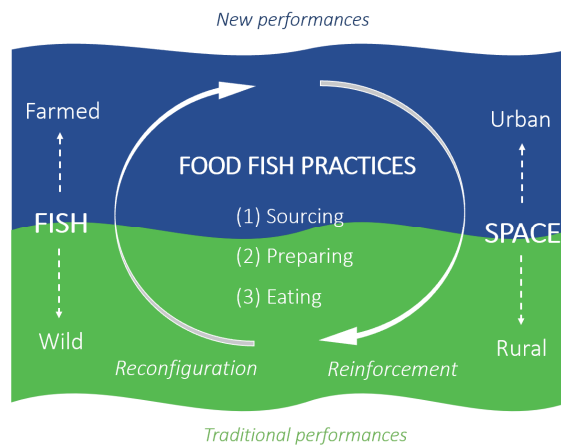 New performances
Farmed
Urban
FOOD FISH PRACTICES
(1) Sourcing
FISH
SPACE
(2) Preparing
(3) Eating
Wild
Rural
Reconfiguration
Reinforcement
Traditional performances